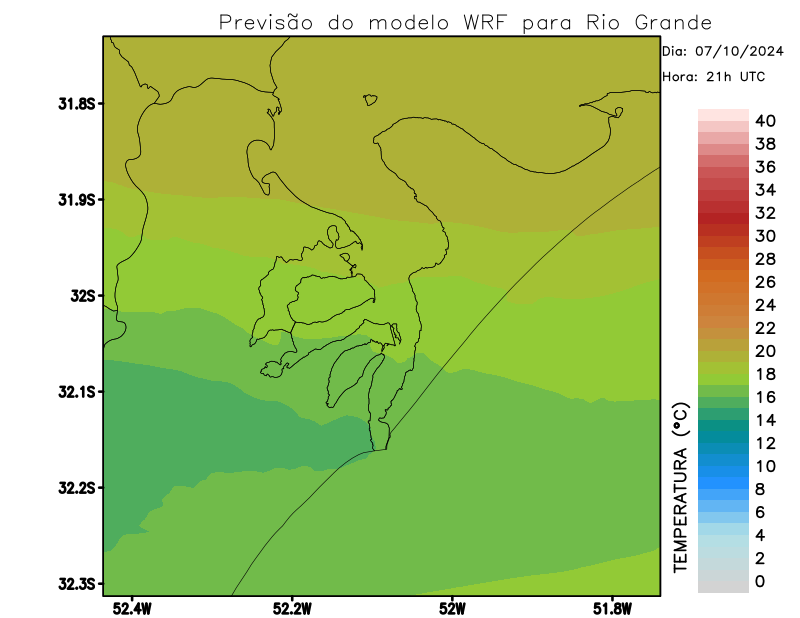 Previsão do modelo WRF para Rio Grande
Dia: 07/10/2024
Hora: 21h UTC
31.8S
31.9S
32S
32.1S
32.2S
32.3S
52.4W
52.2W
52W
51.8W
TEMPERATURA (°C)
40
38
36
34
32
30
28
26
24
22
20
18
16
14
12
10
8
6
4
2
0